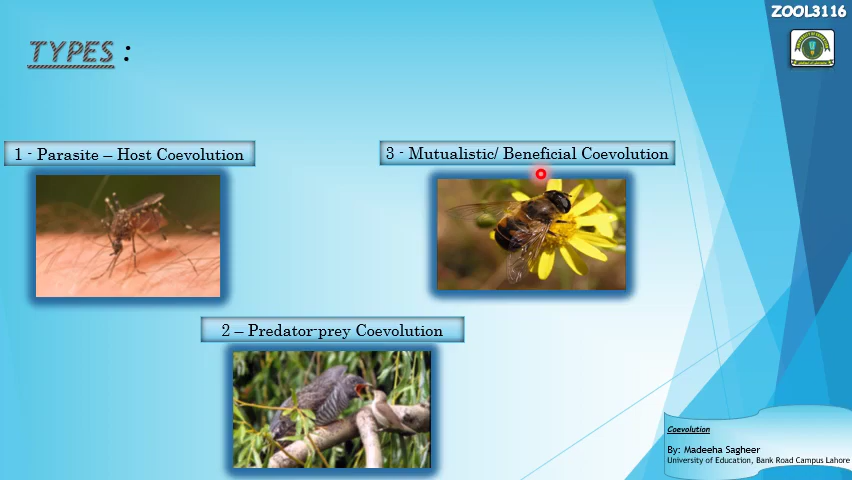 ZOOL3116
TYPES :
1 - Parasite – Host Coevolution
3 - Mutualistic/ Beneficial Coevolution
2 – Predator-prey Coevolution
Coevolution
By: Madeeha Sagheer
University of Education, Bank Road Campus Lahore